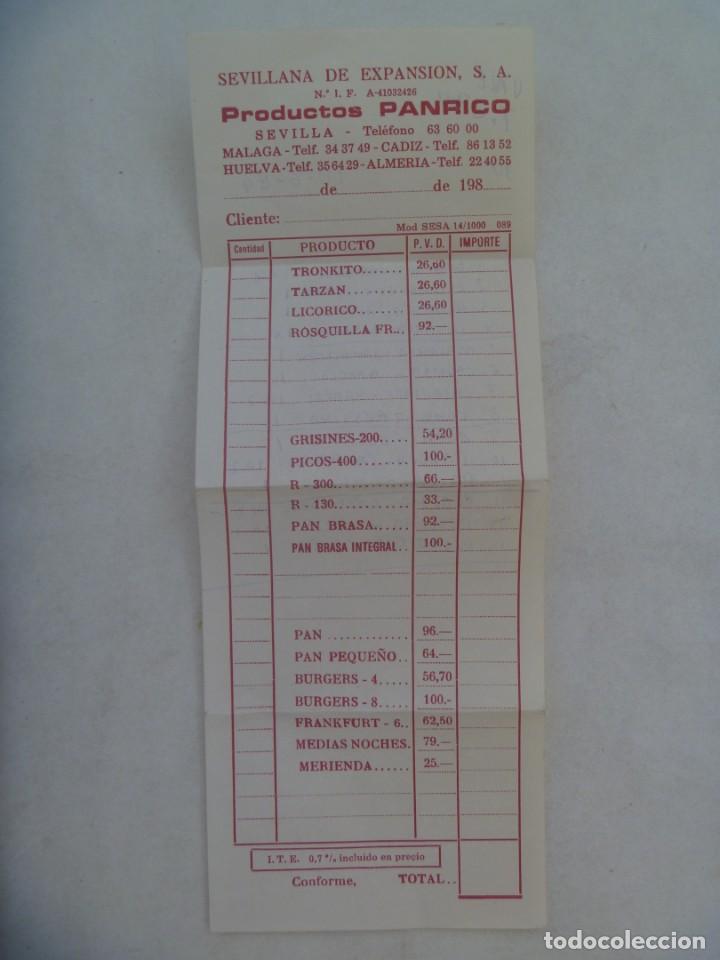 SEVILLANA DE EXPANSION, S. A.
N.º I. F. A-41032426
Productos PANRICO
SEVILLA - Teléfono 63 60 00
MALAGA-Telf. 34 37 49-CADIZ-Telf. 86 13 52
HUELVA-Telf. 35 64 29-ALMERIA-Telf. 22 40 55
de de 198
Cliente:
Mod SESA 14/1000 089
Cantidad PRODUCTO P. V. D. IMPORTE
TRONKITO....... 26,60
TARZAN......... 26,60
LICORICO....... 26,60
ROSQUILLA FR... 92.—
GRISINES-200..... 54,20
PICOS-400........ 100.-
R - 300........... 66.—
R - 130........... 33.—
PAN BRASA...... 92.—
PAN BRASA INTEGRAL.. 100.-
PAN ............ 96.—
PAN PEQUEÑO.. 64.—
BURGERS - 4..... 56,70
BURGERS - 8..... 100.-
FRANKFURT - 6.. 62,50
MEDIAS NOCHES. 79.—
MERIENDA...... 25.—
I. T. E. 0,7 % incluido en precio
Conforme, TOTAL..
todocoleccion
todocoleccion.net